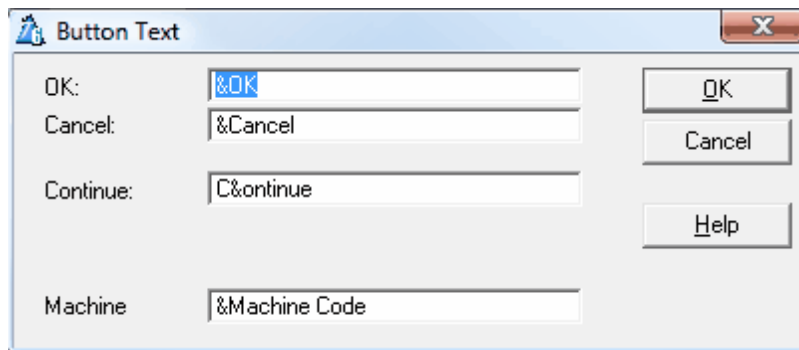 Button Text
OK: &OK OK
Cancel: &Cancel Cancel
Continue: C&ontinue
Help
Machine &Machine Code